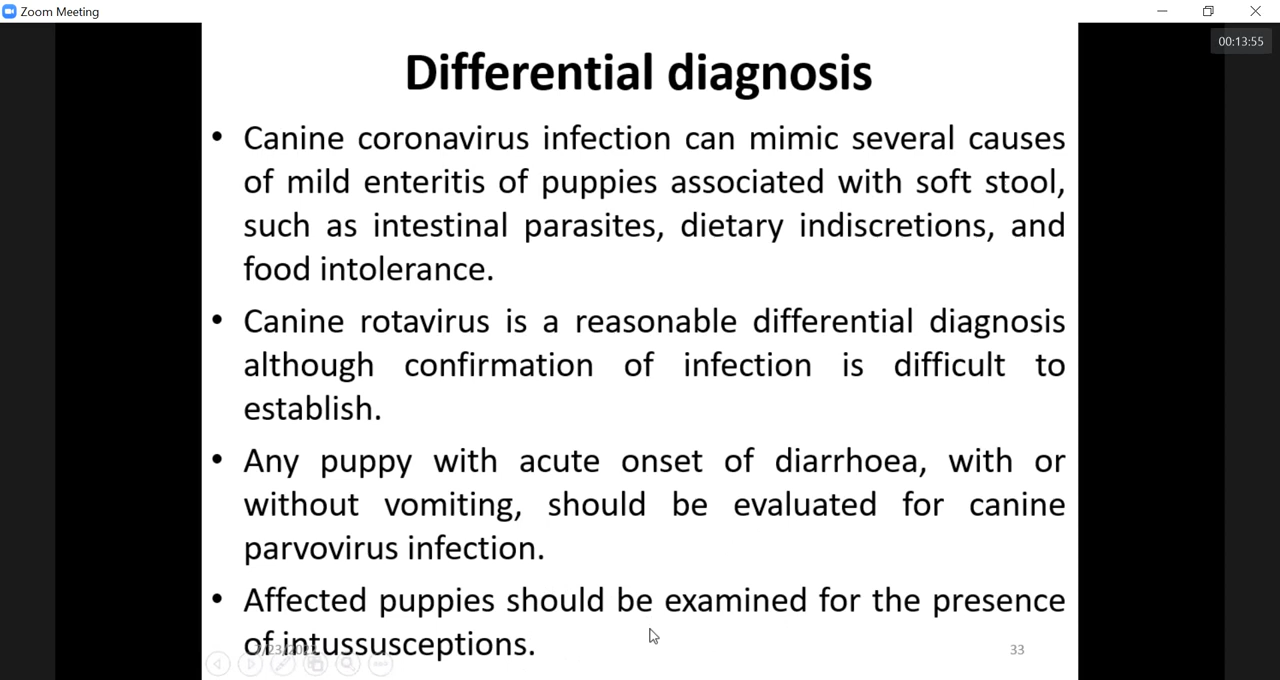 Zoom Meeting
00:13:55
Differential diagnosis
• Canine coronavirus infection can mimic several causes
of mild enteritis of puppies associated with soft stool,
such as intestinal parasites, dietary indiscretions, and
food intolerance.
• Canine rotavirus is a reasonable differential diagnosis
although confirmation of infection is difficult to
establish.
• Any puppy with acute onset of diarrhoea, with or
without vomiting, should be evaluated for canine
parvovirus infection.
• Affected puppies should be examined for the presence
of intussusceptions.
33